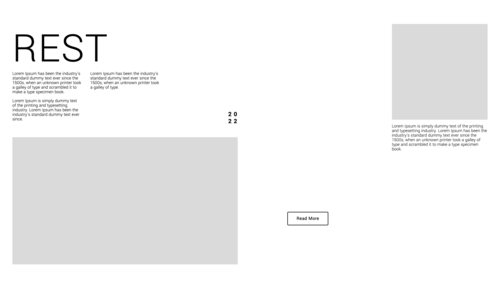 REST
Lorem Ipsum has been the industry's
standard dummy text ever since the
1500s, when an unknown printer took
a galley of type and scrambled it to
make a type specimen book.
Lorem Ipsum is simply dummy text
of the printing and typesetting
industry. Lorem Ipsum has been the
industry's standard dummy text ever
since.
Lorem Ipsum has been the industry's
standard dummy text ever since the
1500s, when an unknown printer took
a galley of type.
20
22
Read More
Lorem Ipsum is simply dummy text of the printing
and typesetting industry. Lorem Ipsum has been the
industry's standard dummy text ever since the
1500s, when an unknown printer took a galley of
type and scrambled it to make a type specimen
book.